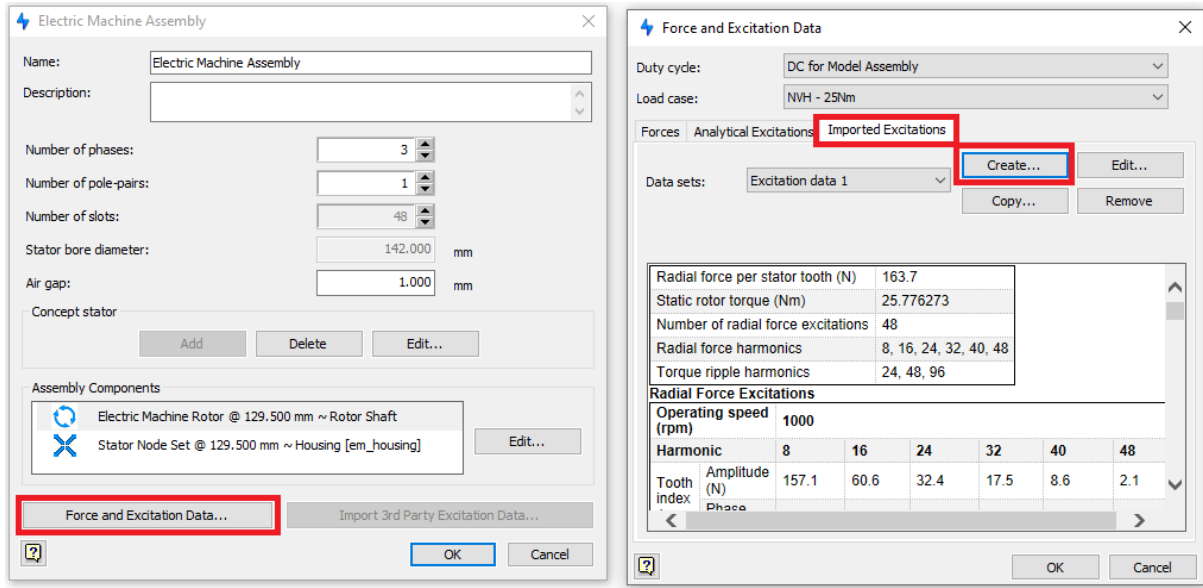 Electric Machine Assembly
Name:
Electric Machine Assembly
Description:
Number of phases:
3
Number of pole-pairs:
1
Number of slots:
48
Stator bore diameter:
142.000
mm
Air gap:
1.000
mm
Concept stator
Add
Delete
Edit...
Assembly Components
Electric Machine Rotor @ 129.500 mm ~ Rotor Shaft
Stator Node Set @ 129.500 mm ~ Housing [em_housing]
Edit...
Force and Excitation Data...
Import 3rd Party Excitation Data...
OK
Cancel
Force and Excitation Data
Duty cycle:
DC for Model Assembly
Load case:
NVH - 25Nm
Forces
Analytical Excitations
Imported Excitations
Data sets:
Excitation data 1
Create...
Edit...
Copy...
Remove
Radial force per stator tooth (N) 163.7
Static rotor torque (Nm) 25.776273
Number of radial force excitations 48
Radial force harmonics 8, 16, 24, 32, 40, 48
Torque ripple harmonics 24, 48, 96
Radial Force Excitations
Operating speed (rpm) 1000
Harmonic 8 16 24 32 40 48
Tooth index
Amplitude (N) 157.1 60.6 32.4 17.5 8.6 2.1
Phase
OK
Cancel